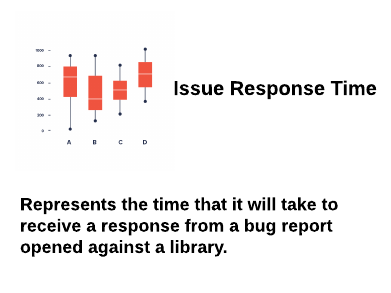 1000
800
600
400
200
0
A B C D
Issue Response Time
Represents the time that it will take to
receive a response from a bug report
opened against a library.